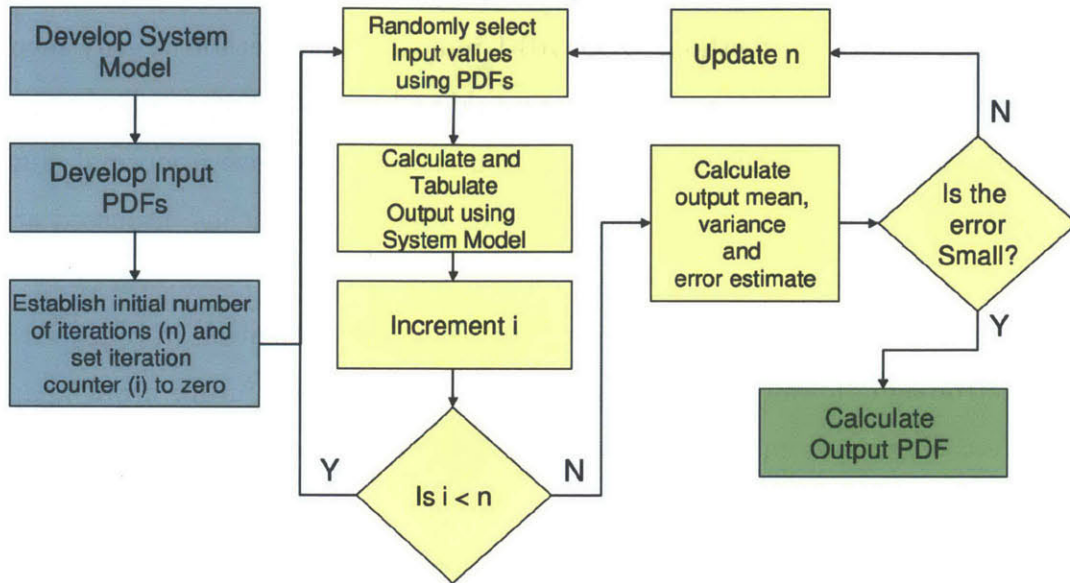 Develop System
Model
Develop Input
PDFs
Establish initial number
of iterations (n) and
set iteration
counter (i) to zero
Randomly select
Input values
using PDFs
Calculate and
Tabulate
Output using
System Model
Increment i
Is i < n
Y
N
Calculate
output mean,
variance
and
error estimate
Is the
error
Small?
N
Y
Update n
Calculate
Output PDF